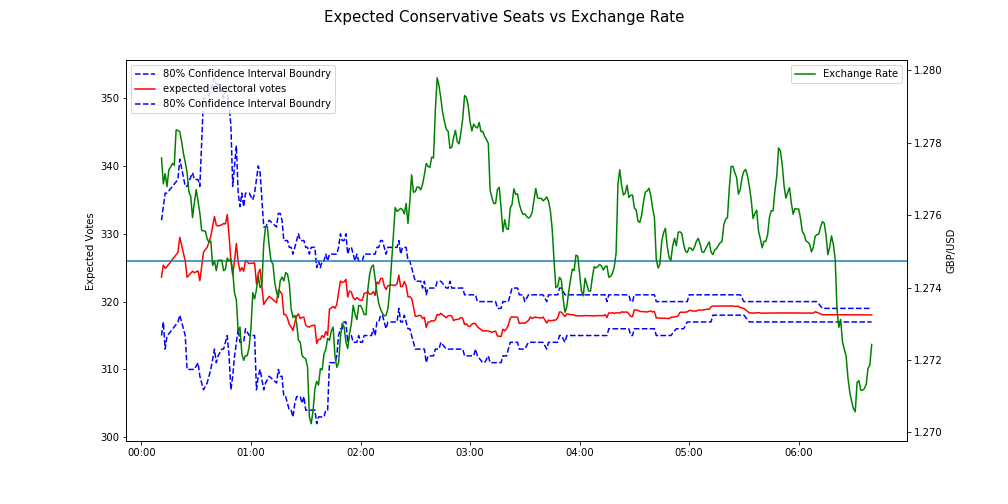 Expected Conservative Seats vs Exchange Rate
80% Confidence Interval Boundry
expected electoral votes
80% Confidence Interval Boundry
Exchange Rate
Expected Votes
350
340
330
320
310
300
GBP/USD
1.280
1.278
1.276
1.274
1.272
1.270
00:00 01:00 02:00 03:00 04:00 05:00 06:00